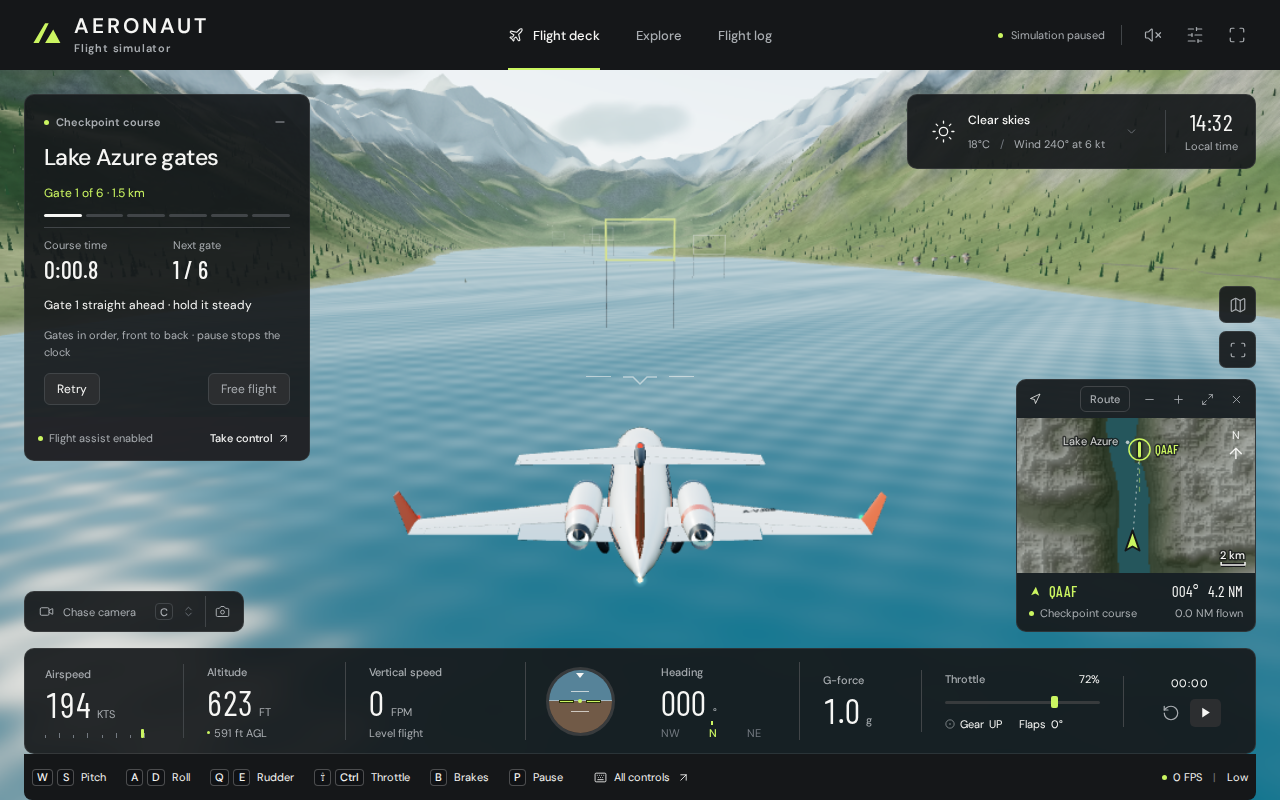 AERONAUT
Flight simulator
Flight deck
Explore
Flight log
Simulation paused
Checkpoint course
Lake Azure gates
Gate 1 of 6 · 1.5 km
Course time
Next gate
0:00.8
1 / 6
Gate 1 straight ahead · hold it steady
Gates in order, front to back · pause stops the
clock
Retry
Free flight
Flight assist enabled
Take control
Clear skies
18°C / Wind 240° at 6 kt
14:32
Local time
Route
Lake Azure
QAAF
N
2 km
QAAF
004° 4.2 NM
Checkpoint course
0.0 NM flown
Chase camera
C
Airspeed
194 KTS
Altitude
623 FT
591 ft AGL
Vertical speed
0 FPM
Level flight
Heading
000°
NW N NE
G-force
1.0 g
Throttle
72%
Gear UP
Flaps 0°
00:00
W S Pitch
A D Roll
Q E Rudder
⇧ Ctrl Throttle
B Brakes
P Pause
All controls
0 FPS | Low